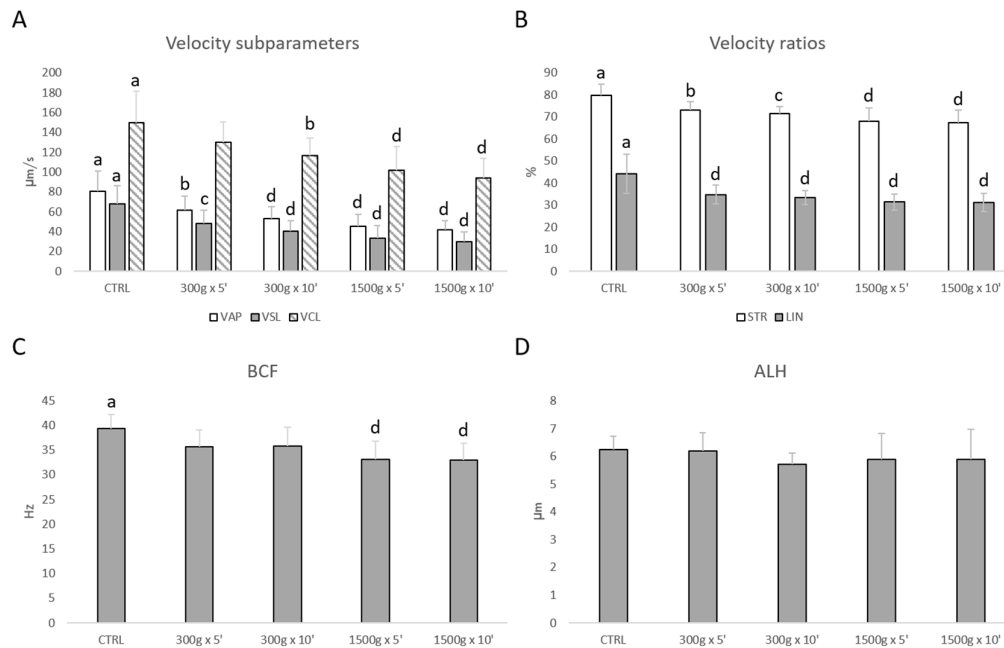 A
Velocity subparameters
µm/s
200
180
160
140
120
100
80
60
40
20
0
a
a
a
b
c
d
d
b
d
d
d
d
d
d
CTRL
300g x 5'
300g x 10'
1500g x 5'
1500g x 10'
VAP
VSL
VCL
B
Velocity ratios
%
90
80
70
60
50
40
30
20
10
0
a
a
b
d
c
d
d
d
d
d
CTRL
300g x 5'
300g x 10'
1500g x 5'
1500g x 10'
STR
LIN
C
BCF
Hz
45
40
35
30
25
20
15
10
5
0
a
d
d
CTRL
300g x 5'
300g x 10'
1500g x 5'
1500g x 10'
D
ALH
µm
8
7
6
5
4
3
2
1
0
CTRL
300g x 5'
300g x 10'
1500g x 5'
1500g x 10'